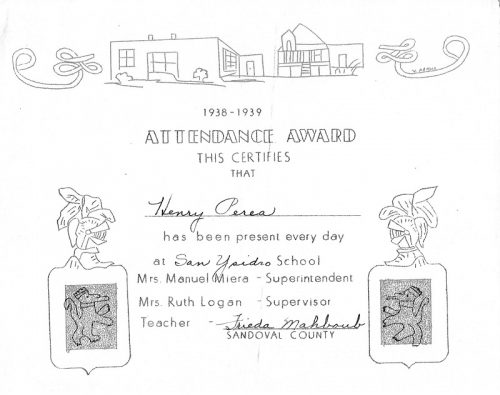 1938-1939
ATTENDANCE AWARD
THIS CERTIFIES
THAT
Henry Perea
has been present every day
at San Ysidro School
Mrs. Manuel Miera - Superintendent
Mrs. Ruth Logan - Supervisor
Teacher - Frieda Mahboub
SANDOVAL COUNTY